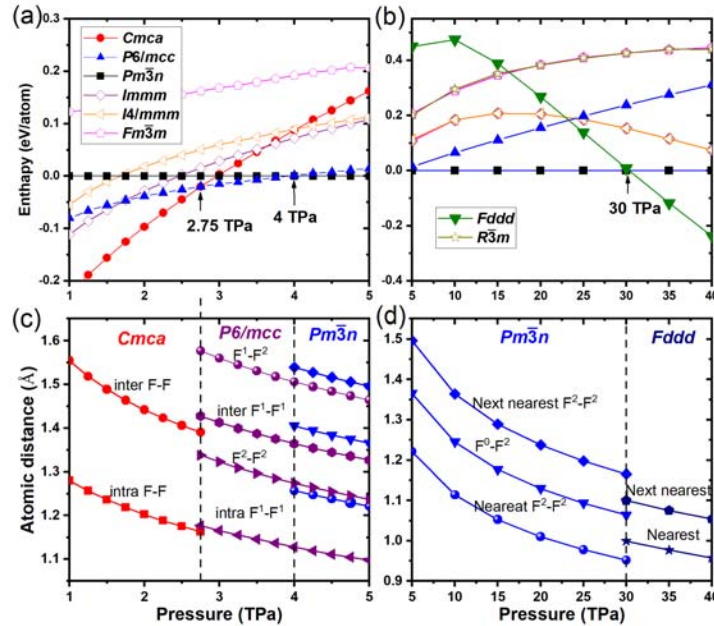 (a)
Cmca
P6/mcc
Pm3̅n
Immm
I4/mmm
Fm3̅m
2.75 TPa
4 TPa
Enthapy (eV/atom)
0.4
0.3
0.2
0.1
0.0
-0.1
-0.2
1 2 3 4 5
(b)
Fddd
R3̅m
30 TPa
0.6
0.4
0.2
0.0
-0.2
-0.4
5 10 15 20 25 30 35 40
(c)
Cmca P6/mcc Pm3̅n
F¹-F²
inter F-F
inter F¹-F¹
F²-F²
intra F-F
intra F¹-F¹
Atomic distance (Å)
1.6
1.5
1.4
1.3
1.2
1.1
1 2 3 4 5
Pressure (TPa)
(d)
Pm3̅n Fddd
Next nearest F²-F²
F⁰-F²
Neareat F²-F²
Next nearest
Nearest
1.5
1.4
1.3
1.2
1.1
1.0
0.9
5 10 15 20 25 30 35 40
Pressure (TPa)